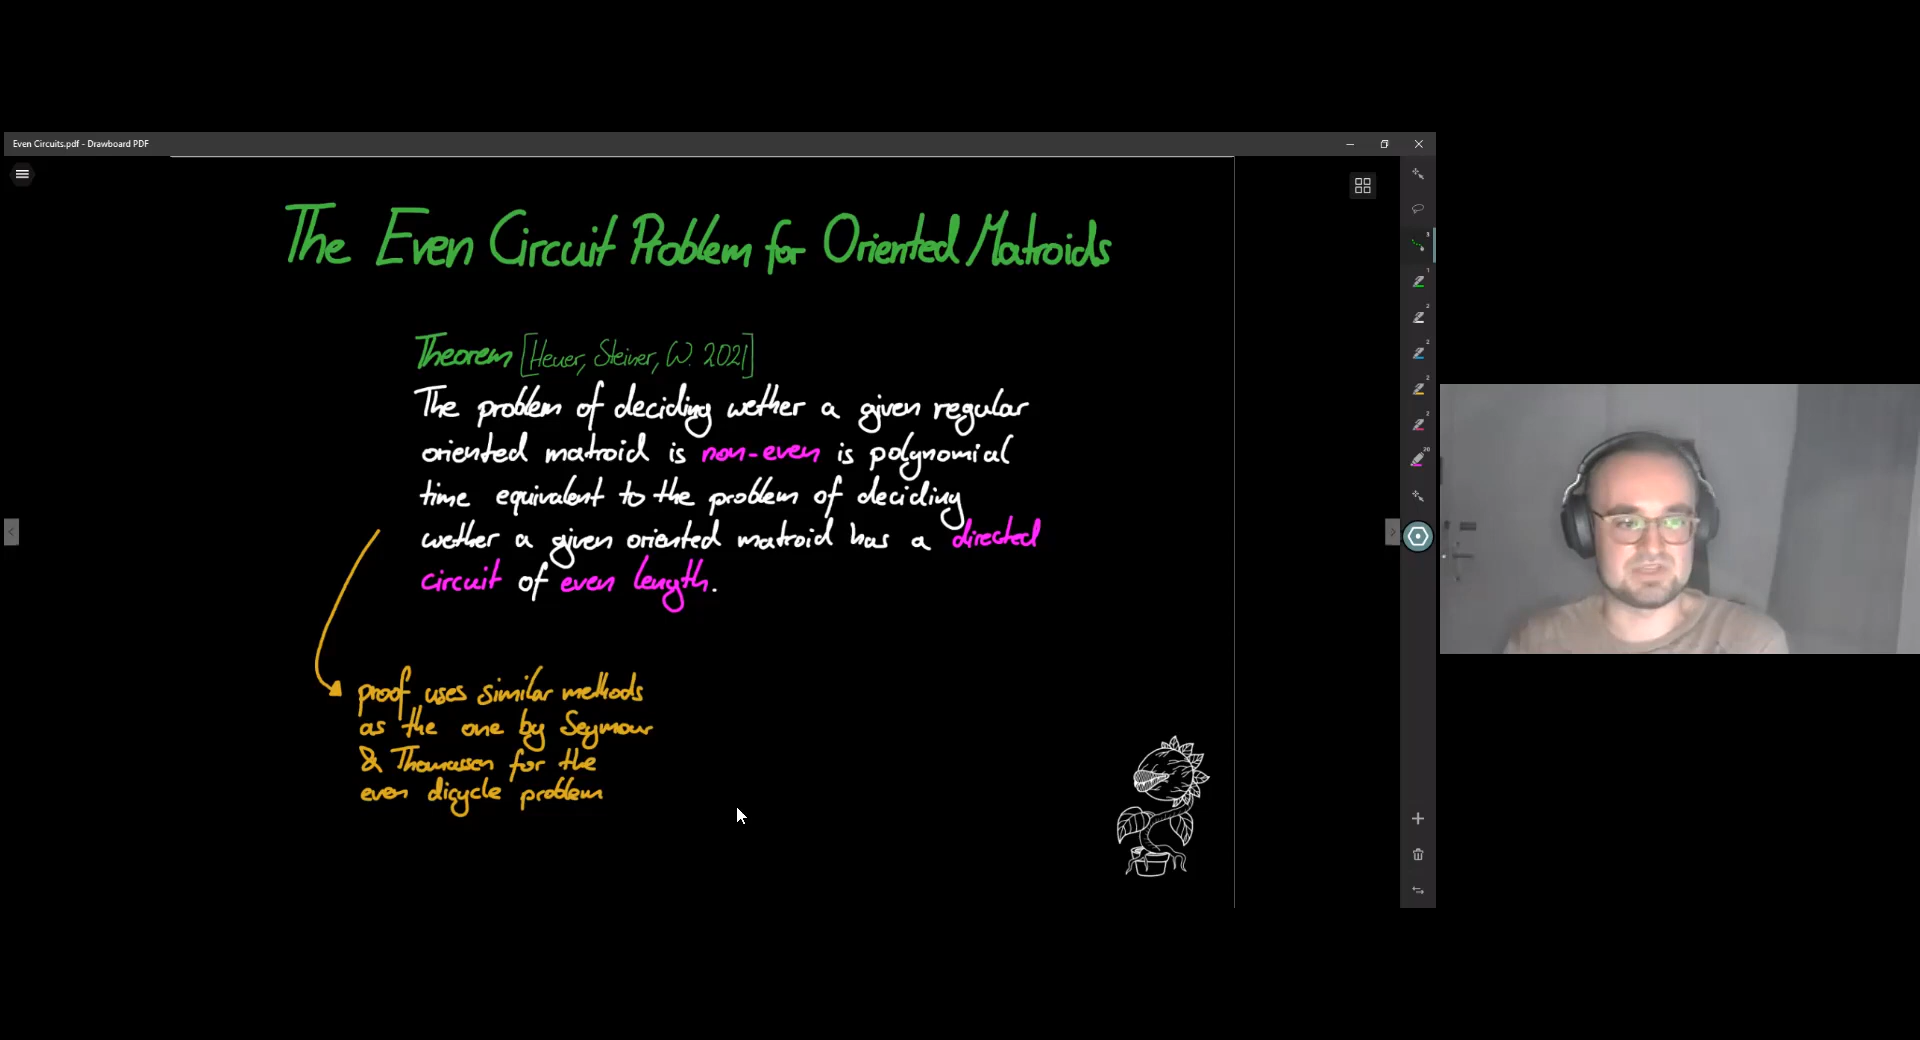 Even Circuits.pdf - Drawboard PDF
The Even Circuit Problem for Oriented Matroids
Theorem [Heuer, Steiner, W. 2021]
The problem of deciding wether a given regular
oriented matroid is non-even is polynomial
time equivalent to the problem of deciding
wether a given oriented matroid has a directed
circuit of even length.
proof uses similar methods
as the one by Seymour
& Thomassen for the
even dicycle problem